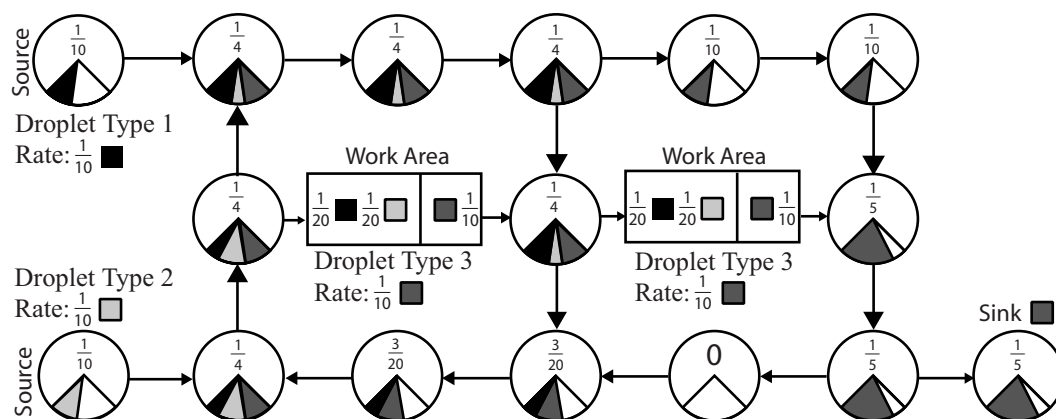 Source
1/10
1/4
1/4
1/4
1/10
1/10
Droplet Type 1
Rate: 1/10
Work Area
Work Area
1/4
1/20 1/20 1/10
1/4
1/20 1/20 1/10
1/5
Droplet Type 3
Rate: 1/10
Droplet Type 3
Rate: 1/10
Droplet Type 2
Rate: 1/10
Sink
Source
1/10
1/4
3/20
3/20
0
1/5
1/5